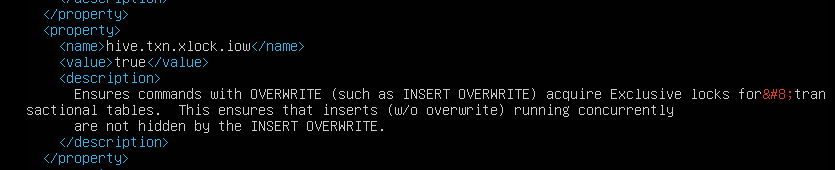 </description>
</property>
<property>
<name>hive.txn.xlock.iow</name>
<value>true</value>
<description>
Ensures commands with OVERWRITE (such as INSERT OVERWRITE) acquire Exclusive locks for&#8;tran
sactional tables.  This ensures that inserts (w/o overwrite) running concurrently
are not hidden by the INSERT OVERWRITE.
</description>
</property>